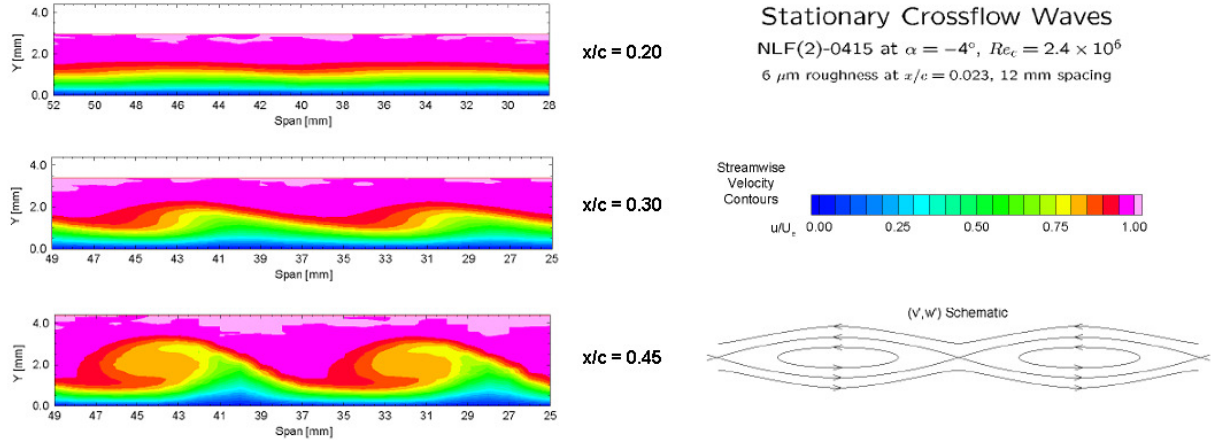 4.0
2.0
0.0
Y [mm]
52 50 48 46 44 42 40 38 36 34 32 30 28
Span [mm]
x/c = 0.20
4.0
2.0
0.0
Y [mm]
49 47 45 43 41 39 37 35 33 31 29 27 25
Span [mm]
x/c = 0.30
4.0
2.0
0.0
Y [mm]
49 47 45 43 41 39 37 35 33 31 29 27 25
Span [mm]
x/c = 0.45
Stationary Crossflow Waves
NLF(2)-0415 at α = −4°, Re_c = 2.4 × 10⁶
6 μm roughness at x/c = 0.023, 12 mm spacing
Streamwise
Velocity
Contours
0.00 0.25 0.50 0.75 1.00
(v',w') Schematic